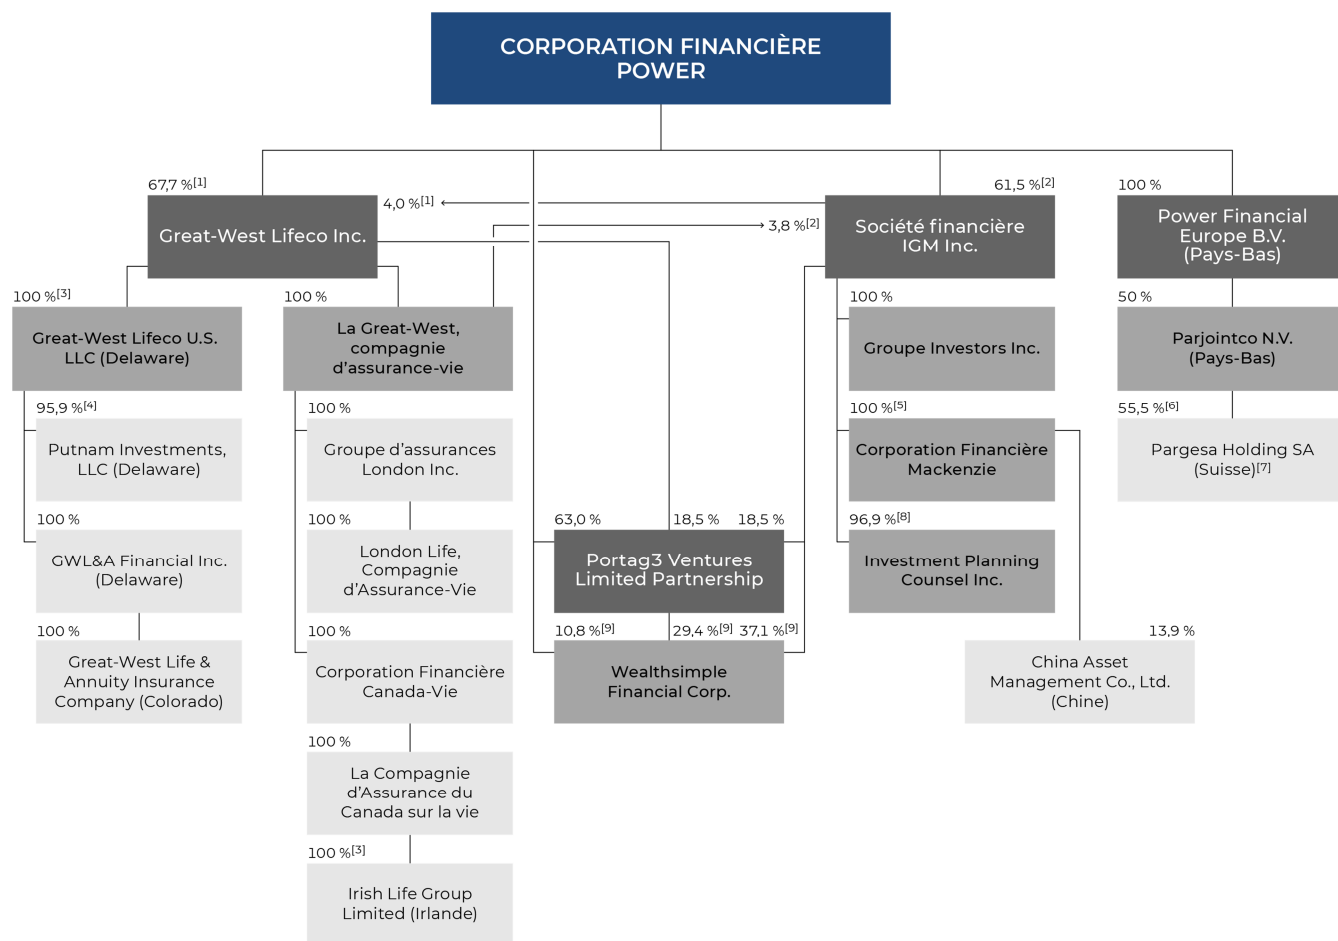 CORPORATION FINANCIÈRE
POWER
67,7 %[1]
Great-West Lifeco Inc.
4,0 %[1]
3,8 %[2]
61,5 %[2]
Société financière
IGM Inc.
100 %
Power Financial
Europe B.V.
(Pays-Bas)
100 %[3]
Great-West Lifeco U.S.
LLC (Delaware)
100 %
La Great-West,
compagnie
d’assurance-vie
100 %
Groupe Investors Inc.
50 %
Parjointco N.V.
(Pays-Bas)
95,9 %[4]
Putnam Investments,
LLC (Delaware)
100 %
Groupe d’assurances
London Inc.
100 %[5]
Corporation Financière
Mackenzie
55,5 %[6]
Pargesa Holding SA
(Suisse)[7]
100 %
GWL&A Financial Inc.
(Delaware)
100 %
London Life,
Compagnie
d’Assurance-Vie
63,0 %
18,5 %
18,5 %
Portag3 Ventures
Limited Partnership
96,9 %[8]
Investment Planning
Counsel Inc.
100 %
Great-West Life &
Annuity Insurance
Company (Colorado)
100 %
Corporation Financière
Canada-Vie
10,8 %[9]
29,4 %[9]
37,1 %[9]
Wealthsimple
Financial Corp.
13,9 %
China Asset
Management Co., Ltd.
(Chine)
100 %
La Compagnie
d’Assurance du
Canada sur la vie
100 %[3]
Irish Life Group
Limited (Irlande)